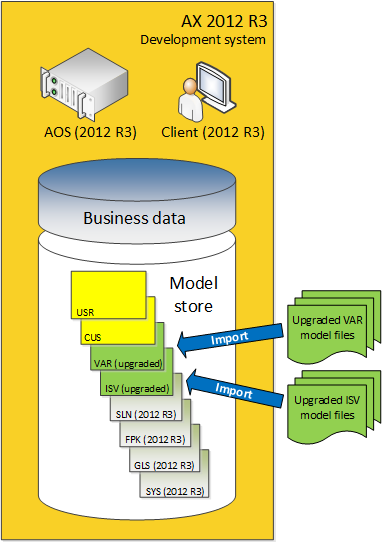 AX 2012 R3
Development system
AOS (2012 R3)
Client (2012 R3)
Business data
Model
store
USR
CUS
VAR (upgraded)
ISV (upgraded)
SLN (2012 R3)
FPK (2012 R3)
GLS (2012 R3)
SYS (2012 R3)
Import
Upgraded VAR
model files
Import
Upgraded ISV
model files